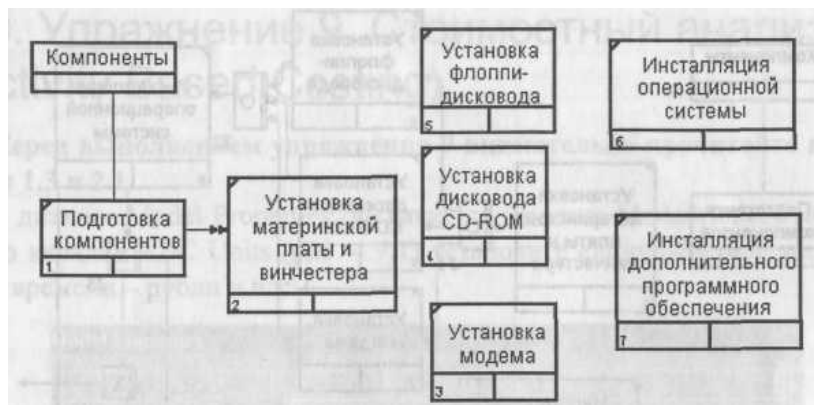 Компоненты
Подготовка
компонентов
1
Установка
материнской
платы и
винчестера
2
Установка
флоппи-
дисковода
5
Установка
дисковода
CD-ROM
4
Установка
модема
3
Инсталляция
операционной
системы
6
Инсталляция
дополнительного
программного
обеспечения
7